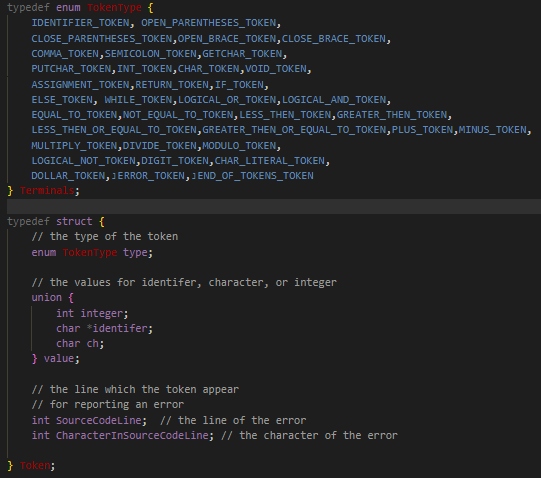 typedef enum TokenType {
IDENTIFIER_TOKEN, OPEN_PARENTHESES_TOKEN,
CLOSE_PARENTHESES_TOKEN,OPEN_BRACE_TOKEN,CLOSE_BRACE_TOKEN,
COMMA_TOKEN,SEMICOLON_TOKEN,GETCHAR_TOKEN,
PUTCHAR_TOKEN,INT_TOKEN,CHAR_TOKEN,VOID_TOKEN,
ASSIGNMENT_TOKEN,RETURN_TOKEN,IF_TOKEN,
ELSE_TOKEN, WHILE_TOKEN,LOGICAL_OR_TOKEN,LOGICAL_AND_TOKEN,
EQUAL_TO_TOKEN,NOT_EQUAL_TO_TOKEN,LESS_THEN_TOKEN,GREATER_THEN_TOKEN,
LESS_THEN_OR_EQUAL_TO_TOKEN,GREATER_THEN_OR_EQUAL_TO_TOKEN,PLUS_TOKEN,MINUS_TOKEN,
MULTIPLY_TOKEN,DIVIDE_TOKEN,MODULO_TOKEN,
LOGICAL_NOT_TOKEN,DIGIT_TOKEN,CHAR_LITERAL_TOKEN,
DOLLAR_TOKEN,jERROR_TOKEN,jEND_OF_TOKENS_TOKEN
} Terminals;
typedef struct {
// the type of the token
enum TokenType type;
// the values for identifer, character, or integer
union {
int integer;
char *identifer;
char ch;
} value;
// the line which the token appear
// for reporting an error
int SourceCodeLine; // the line of the error
int CharacterInSourceCodeLine; // the character of the error
} Token;